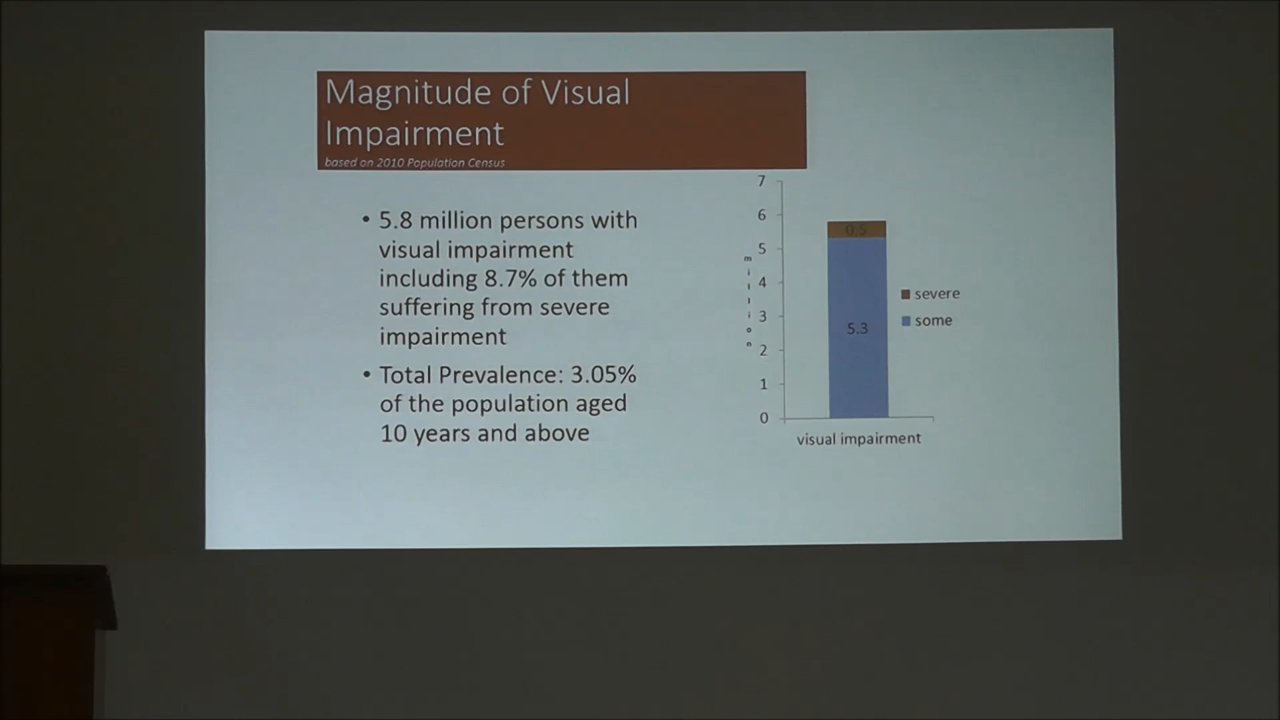 Magnitude of Visual
Impairment
based on 2010 Population Census
• 5.8 million persons with
visual impairment
including 8.7% of them
suffering from severe
impairment
• Total Prevalence: 3.05%
of the population aged
10 years and above
million
7
6
5
4
3
2
1
0
0.5
5.3
visual impairment
severe
some